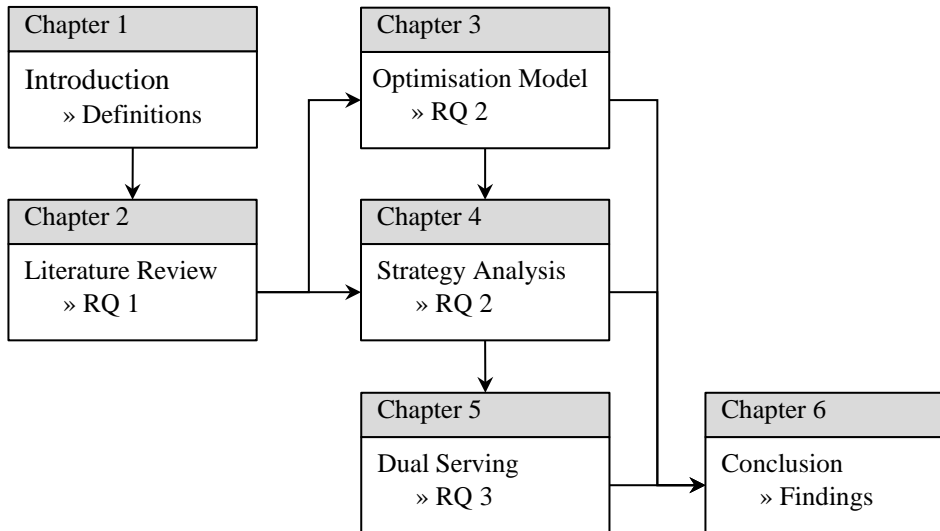 Chapter 1
Introduction
» Definitions
Chapter 2
Literature Review
» RQ 1
Chapter 3
Optimisation Model
» RQ 2
Chapter 4
Strategy Analysis
» RQ 2
Chapter 5
Dual Serving
» RQ 3
Chapter 6
Conclusion
» Findings